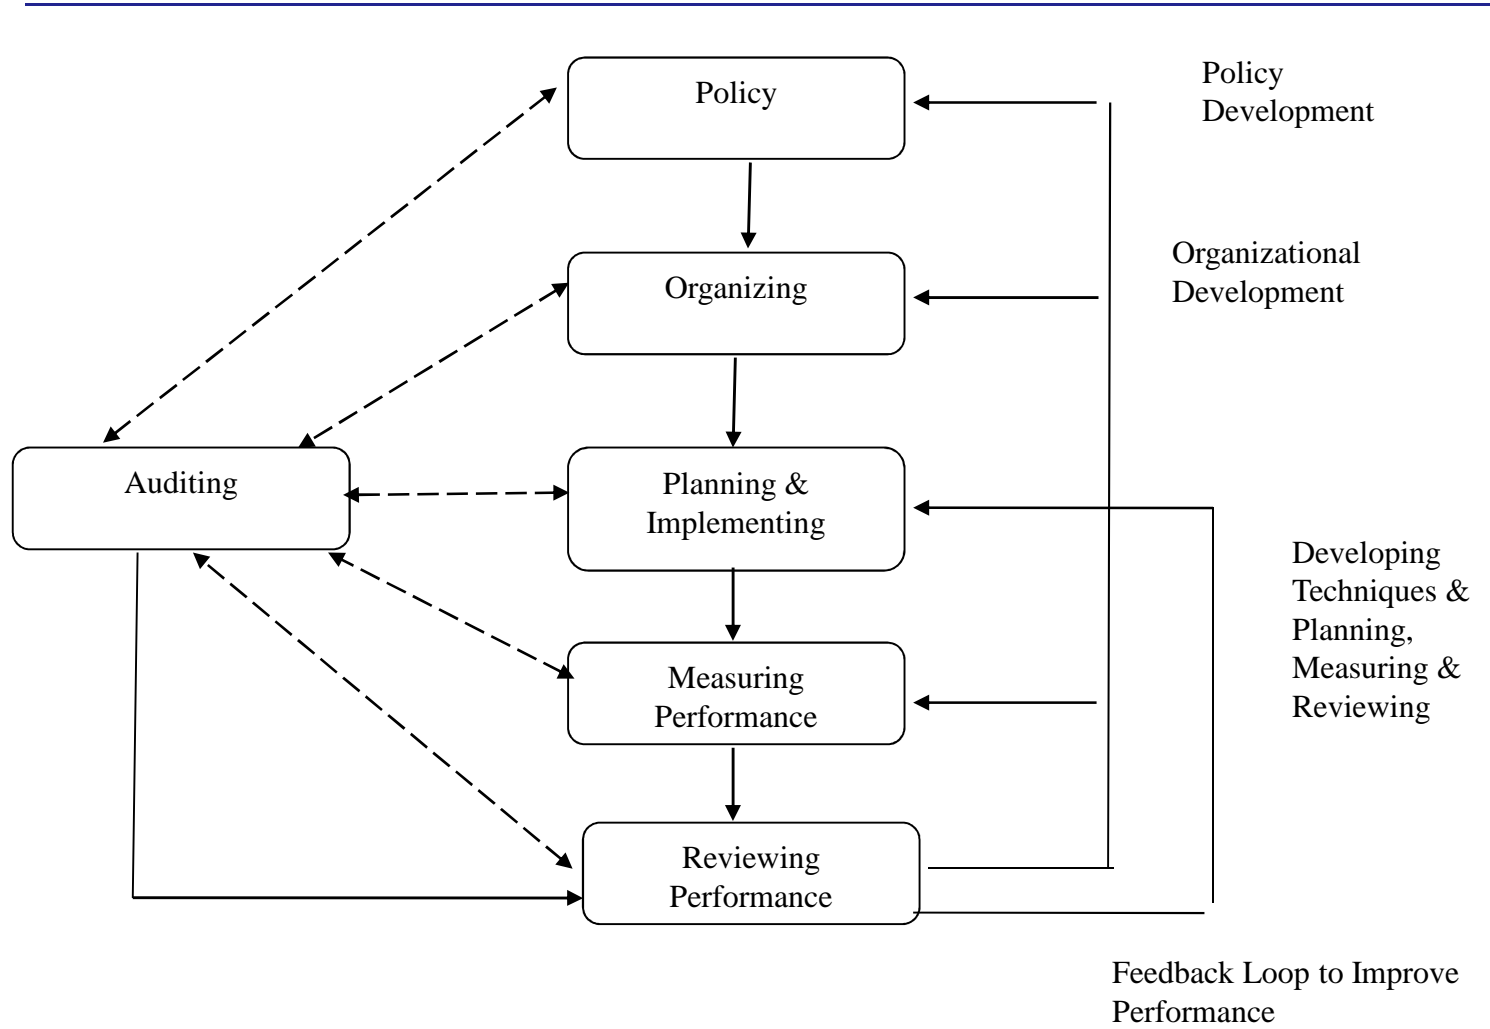 Policy
Policy
Development
Organizing
Organizational
Development
Auditing
Planning &
Implementing
Developing
Techniques &
Planning,
Measuring &
Reviewing
Measuring
Performance
Reviewing
Performance
Feedback Loop to Improve
Performance